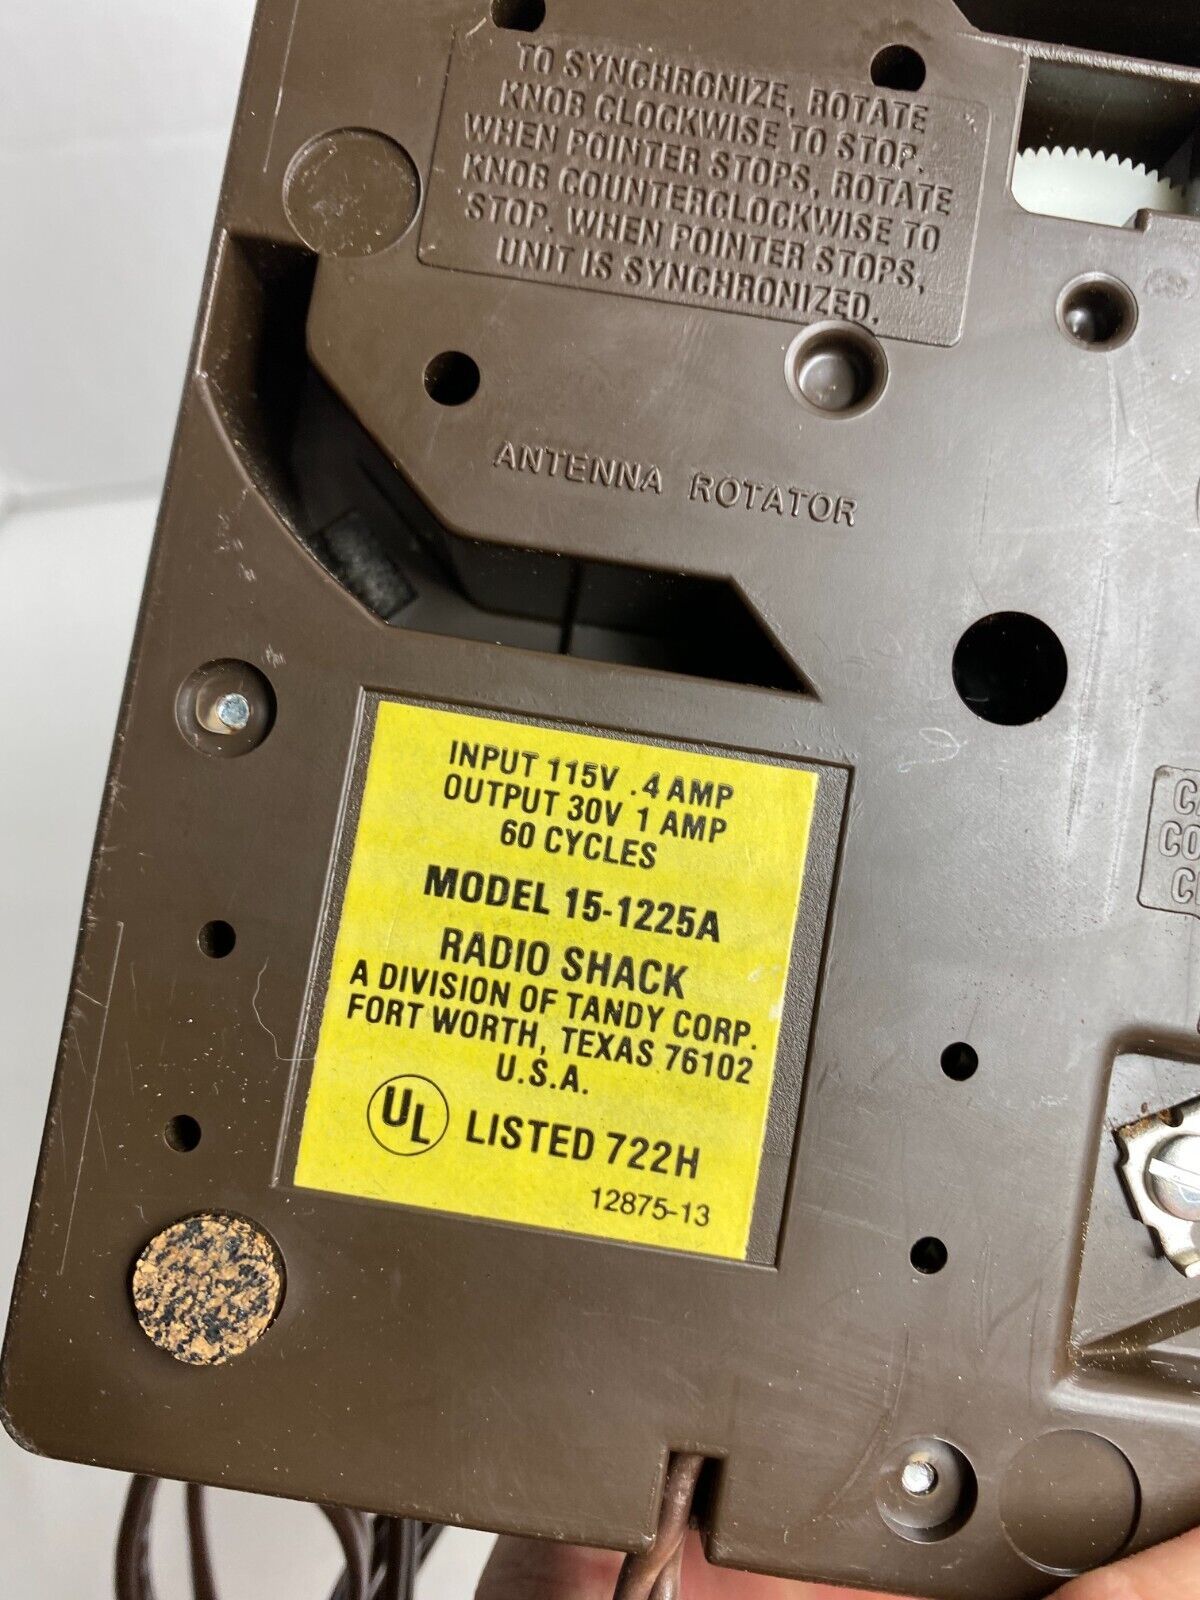 TO SYNCHRONIZE, ROTATE
KNOB CLOCKWISE TO STOP.
WHEN POINTER STOPS, ROTATE
KNOB COUNTERCLOCKWISE TO
STOP. WHEN POINTER STOPS,
UNIT IS SYNCHRONIZED.
ANTENNA ROTATOR
INPUT 115V .4 AMP
OUTPUT 30V 1 AMP
60 CYCLES
MODEL 15-1225A
RADIO SHACK
A DIVISION OF TANDY CORP.
FORT WORTH, TEXAS 76102
U.S.A.
UL LISTED 722H
12875-13